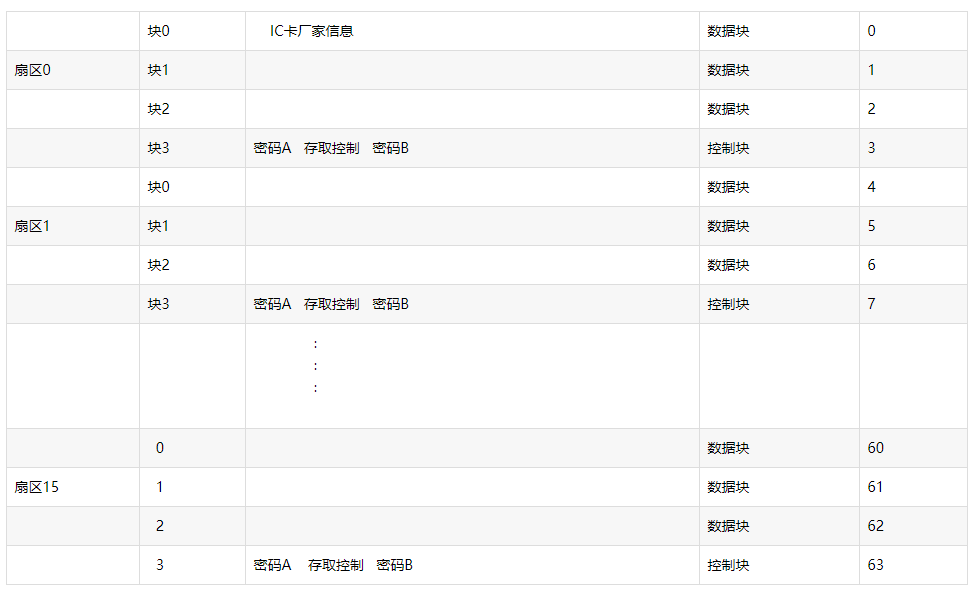 块0 IC卡厂家信息 数据块 0
扇区0 块1 数据块 1
块2 数据块 2
块3 密码A 存取控制 密码B 控制块 3
块0 数据块 4
扇区1 块1 数据块 5
块2 数据块 6
块3 密码A 存取控制 密码B 控制块 7
:
:
:
0 数据块 60
扇区15 1 数据块 61
2 数据块 62
3 密码A 存取控制 密码B 控制块 63